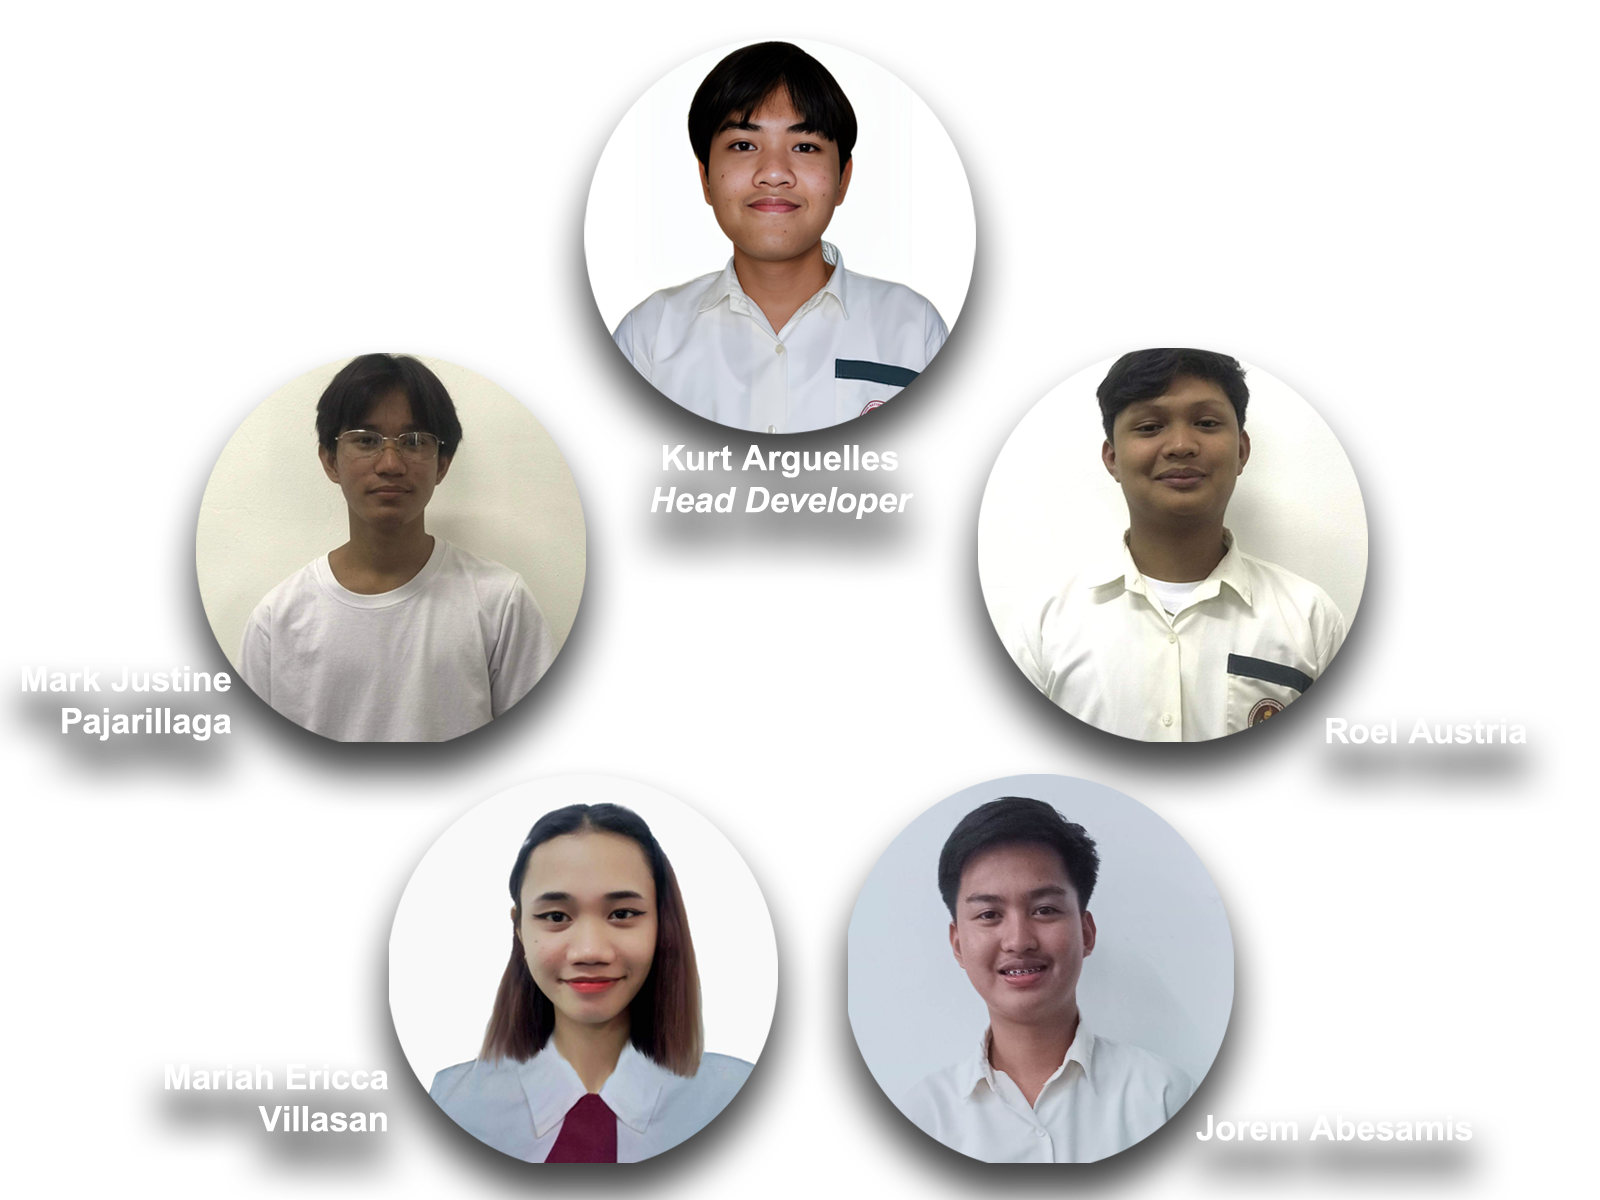 Kurt Arguelles
Head Developer
Mark Justine
Pajarillaga
Roel Austria
Mariah Ericca
Villasan
Jorem Abesamis